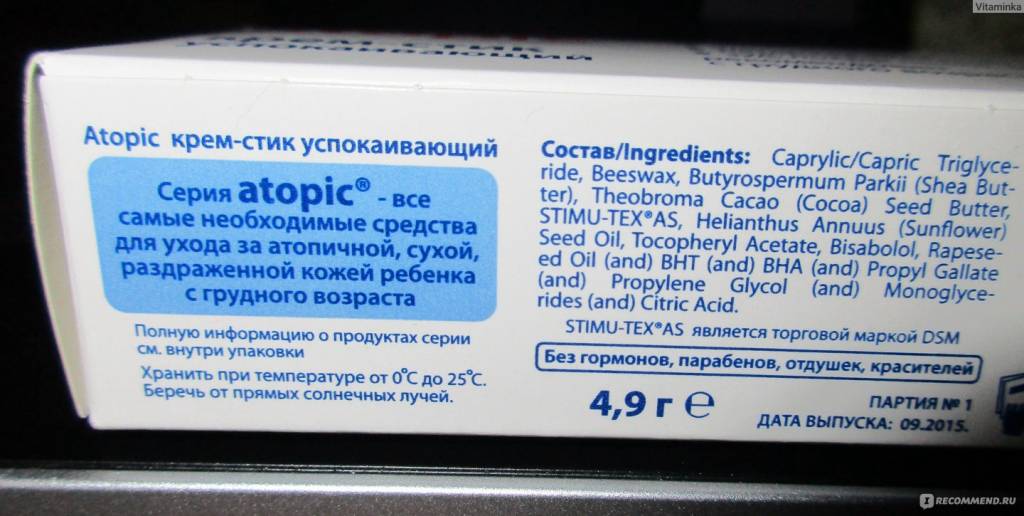 Vitaminka
крем-стик
успокаивающий
Atopic крем-стик успокаивающий
Серия atopic® - все
самые необходимые средства
для ухода за атопичной, сухой,
раздраженной кожей ребенка
с грудного возраста
Полную информацию о продуктах серии
см. внутри упаковки
Хранить при температуре от 0°С до 25°С.
Беречь от прямых солнечных лучей.
Состав/Ingredients: Caprylic/Capric Triglyce-
ride, Beeswax, Butyrospermum Parkii (Shea But-
ter), Theobroma Cacao (Cocoa) Seed Butter,
STIMU-TEX®AS, Helianthus Annuus (Sunflower)
Seed Oil, Tocopheryl Acetate, Bisabolol, Rapese-
ed Oil (and) BHT (and) BHA (and) Propyl Gallate
(and) Propylene Glycol (and) Monoglyce-
rides (and) Citric Acid.
STIMU-TEX®AS является торговой маркой DSM
Без гормонов, парабенов, отдушек, красителей
4,9 г ℮
ПАРТИЯ № 1
ДАТА ВЫПУСКА: 09.2015.
IRECOMMEND.RU